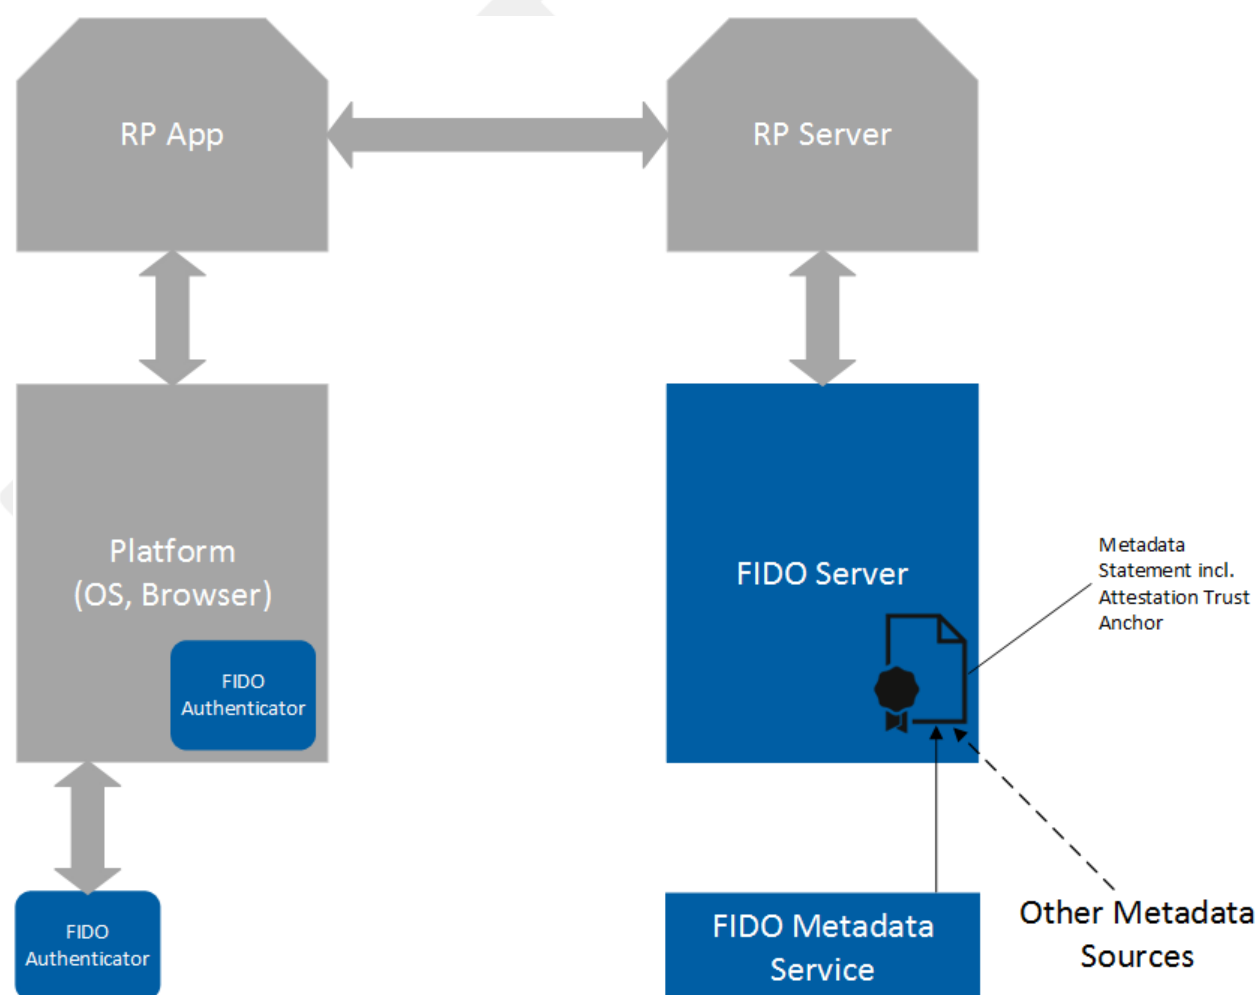 RP App
RP Server
Platform
(OS, Browser)
FIDO
Authenticator
FIDO Server
Metadata
Statement incl.
Attestation Trust
Anchor
FIDO
Authenticator
FIDO Metadata
Service
Other Metadata
Sources